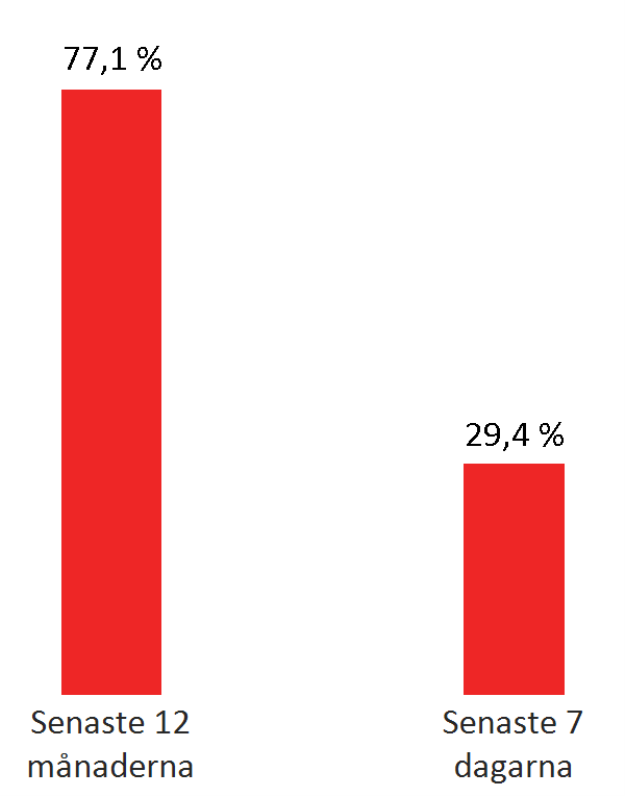 77,1 %
29,4 %
Senaste 12
månaderna
Senaste 7
dagarna